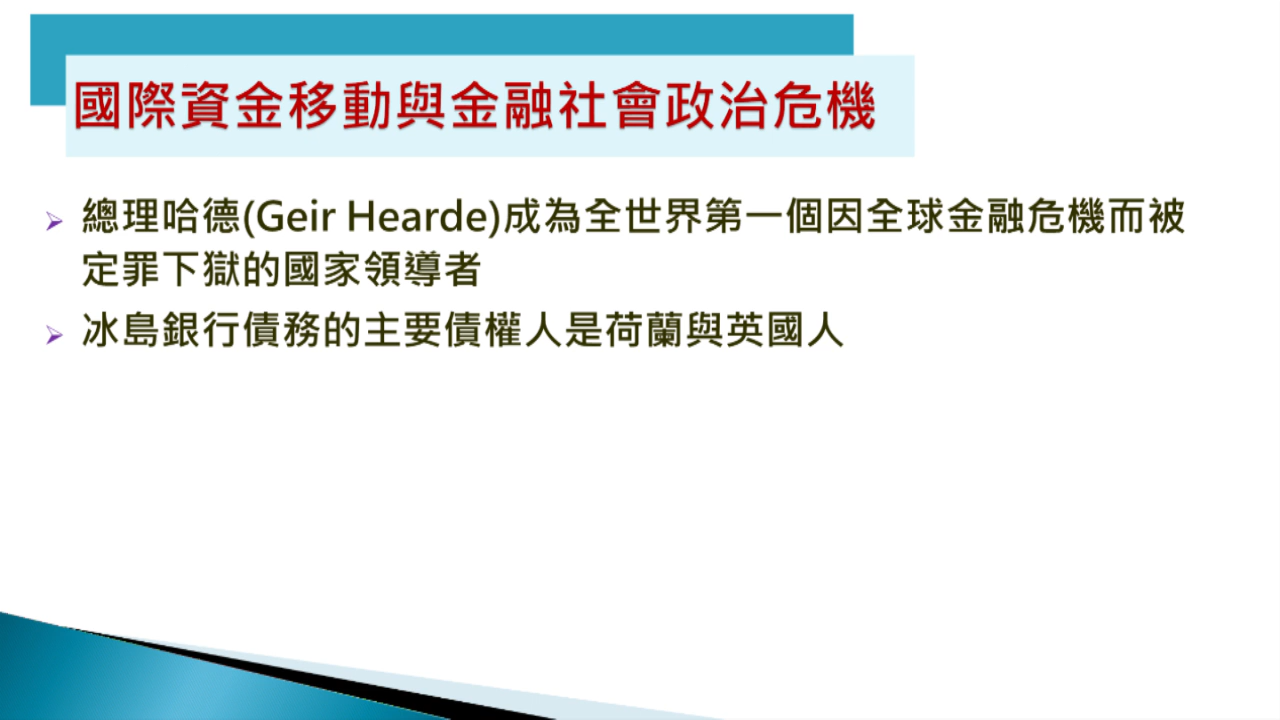 國際資金移動與金融社會政治危機
總理哈德(Geir Hearde)成為全世界第一個因全球金融危機而被
定罪下獄的國家領導者
冰島銀行債務的主要債權人是荷蘭與英國人